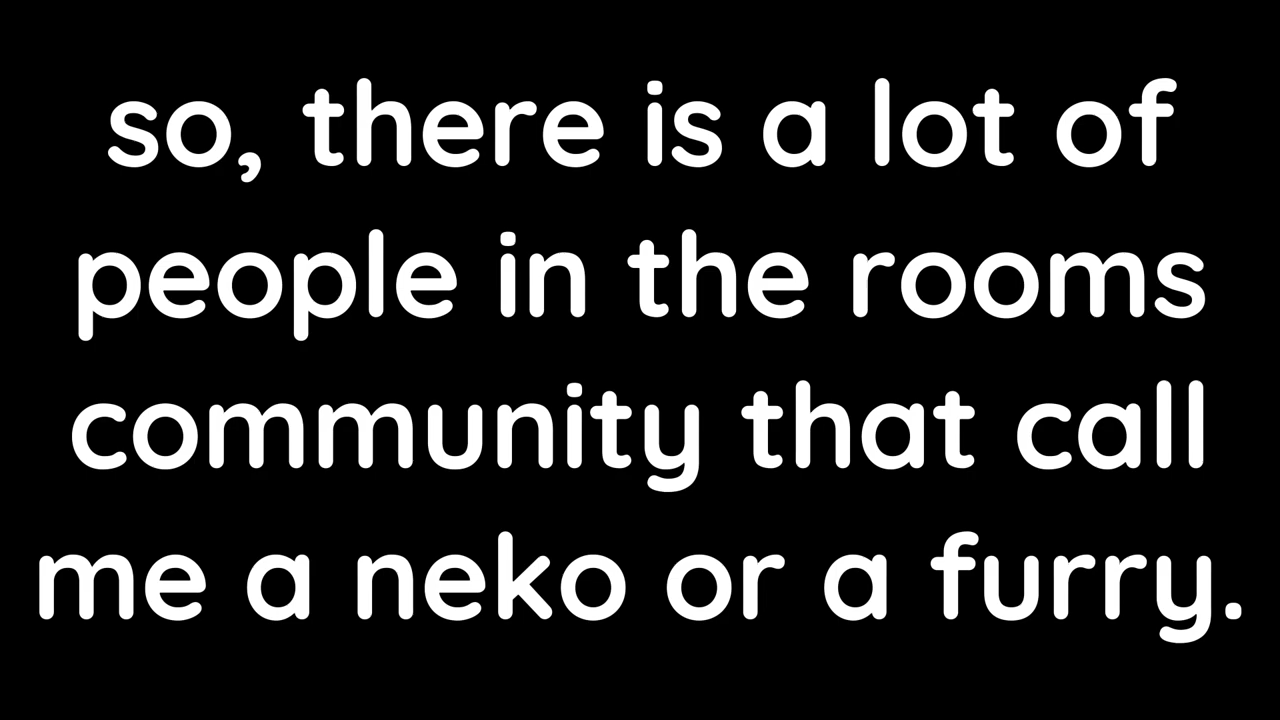 so, there is a lot of
people in the rooms
community that call
me a neko or a furry.